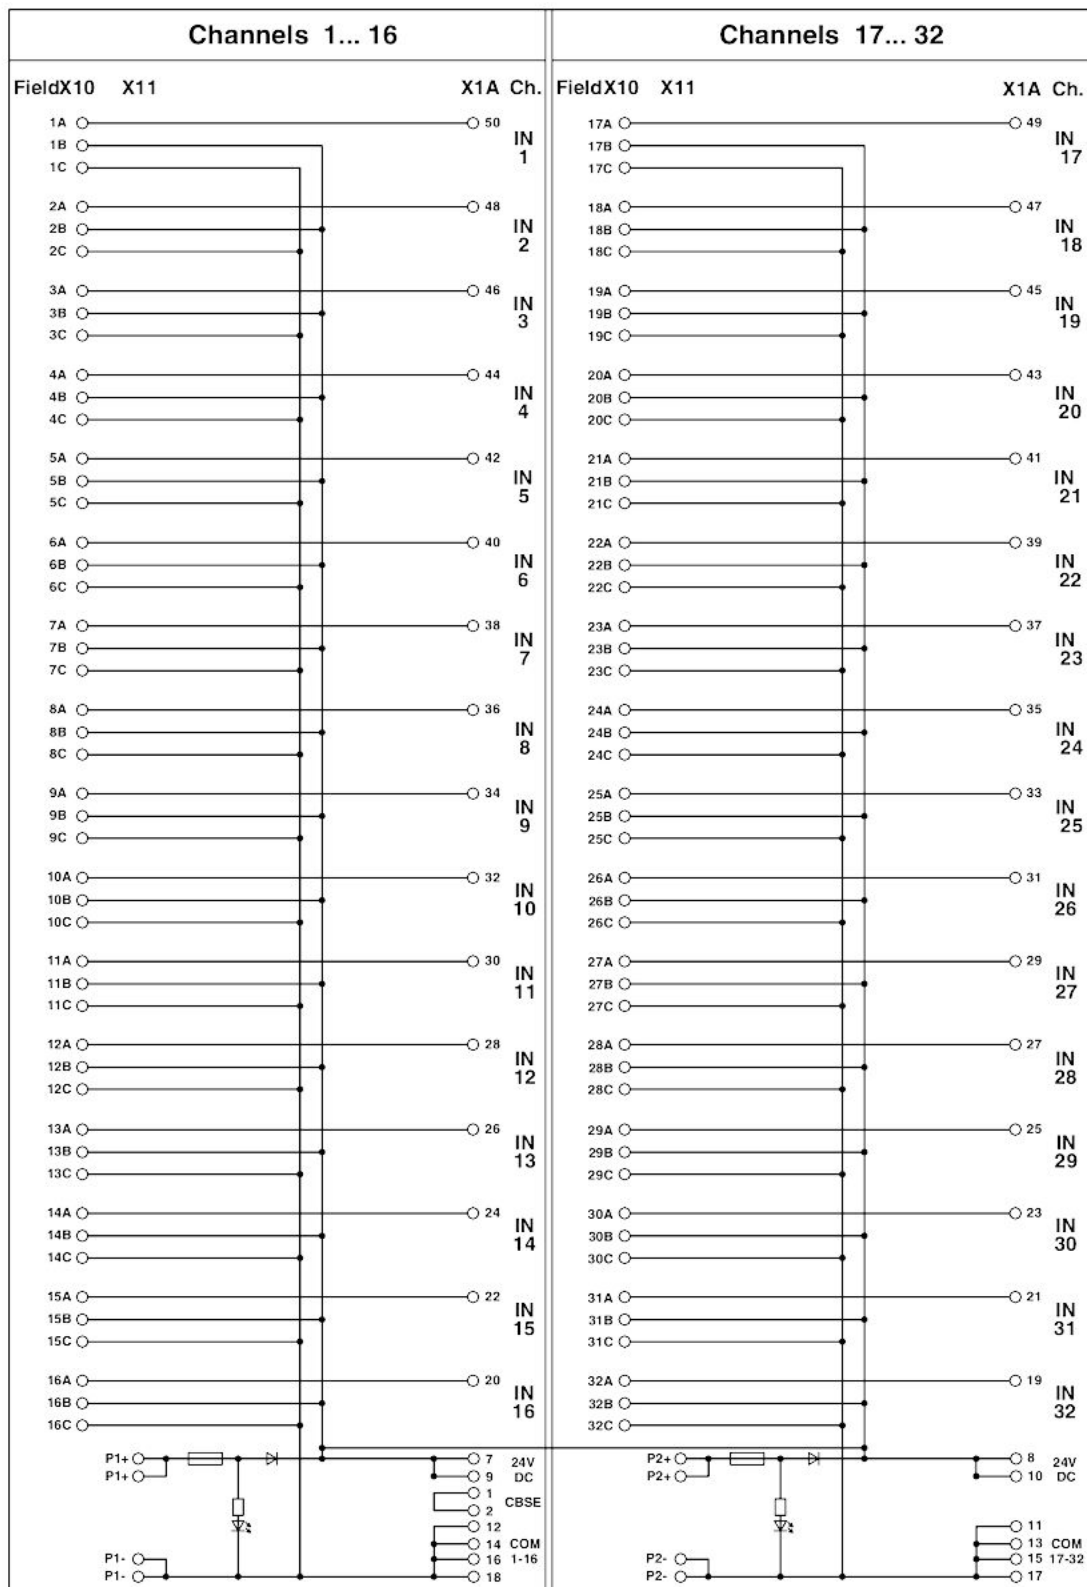 Channels 1... 16
FieldX10 X11 X1A Ch.
1A 50
1B IN
1C 1
2A 48
2B IN
2C 2
3A 46
3B IN
3C 3
4A 44
4B IN
4C 4
5A 42
5B IN
5C 5
6A 40
6B IN
6C 6
7A 38
7B IN
7C 7
8A 36
8B IN
8C 8
9A 34
9B IN
9C 9
10A 32
10B IN
10C 10
11A 30
11B IN
11C 11
12A 28
12B IN
12C 12
13A 26
13B IN
13C 13
14A 24
14B IN
14C 14
15A 22
15B IN
15C 15
16A 20
16B IN
16C 16
P1+ 7 24V
P1+ 9 DC
1
2 CBSE
12
14 COM
P1- 16 1-16
P1- 18
Channels 17... 32
FieldX10 X11 X1A Ch.
17A 49
17B IN
17C 17
18A 47
18B IN
18C 18
19A 45
19B IN
19C 19
20A 43
20B IN
20C 20
21A 41
21B IN
21C 21
22A 39
22B IN
22C 22
23A 37
23B IN
23C 23
24A 35
24B IN
24C 24
25A 33
25B IN
25C 25
26A 31
26B IN
26C 26
27A 29
27B IN
27C 27
28A 27
28B IN
28C 28
29A 25
29B IN
29C 29
30A 23
30B IN
30C 30
31A 21
31B IN
31C 31
32A 19
32B IN
32C 32
P2+ 8 24V
P2+ 10 DC
11
13 COM
P2- 15 17-32
P2- 17